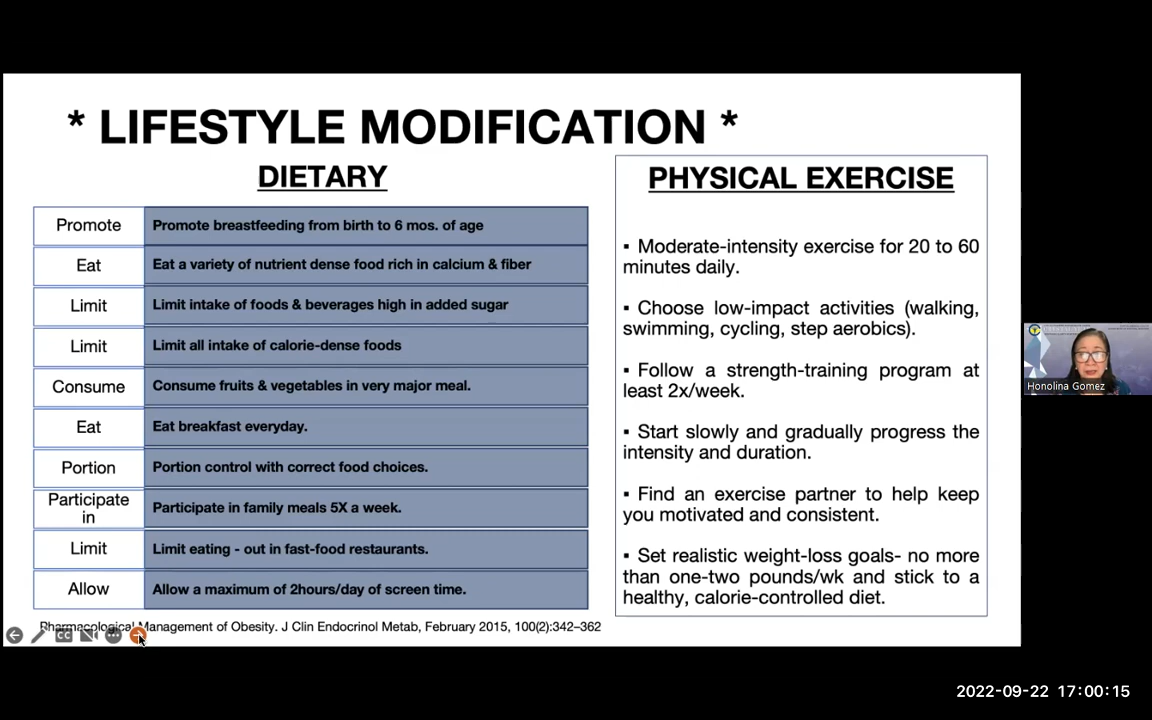 * LIFESTYLE MODIFICATION *
DIETARY
Promote
Promote breastfeeding from birth to 6 mos. of age
Eat
Eat a variety of nutrient dense food rich in calcium & fiber
Limit
Limit intake of foods & beverages high in added sugar
Limit
Limit all intake of calorie-dense foods
Consume
Consume fruits & vegetables in very major meal.
Eat
Eat breakfast everyday.
Portion
Portion control with correct food choices.
Participate
in
Participate in family meals 5X a week.
Limit
Limit eating - out in fast-food restaurants.
Allow
Allow a maximum of 2hours/day of screen time.
Pharmacological Management of Obesity. J Clin Endocrinol Metab, February 2015, 100(2):342–362
CC
PHYSICAL EXERCISE
▪ Moderate-intensity exercise for 20 to 60
minutes daily.
▪ Choose low-impact activities (walking,
swimming, cycling, step aerobics).
▪ Follow a strength-training program at
least 2x/week.
▪ Start slowly and gradually progress the
intensity and duration.
▪ Find an exercise partner to help keep
you motivated and consistent.
▪ Set realistic weight-loss goals- no more
than one-two pounds/wk and stick to a
healthy, calorie-controlled diet.
Honolina Gomez
2022-09-22 17:00:15